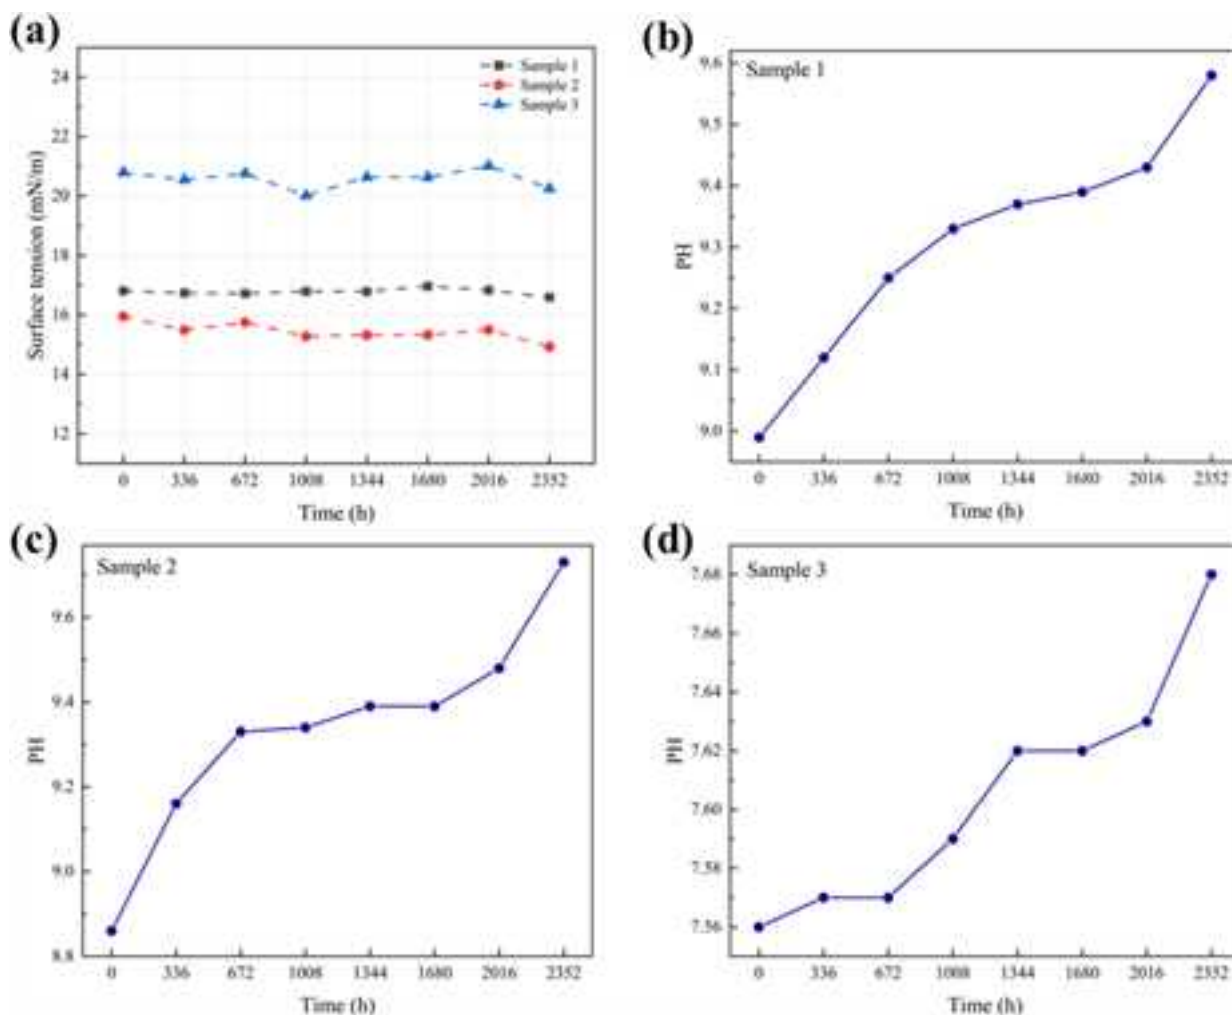 (a)
Sample 1
Sample 2
Sample 3
24
22
20
18
16
14
12
Surface tension (mN/m)
0 336 672 1008 1344 1680 2016 2352
Time (h)
(b)
Sample 1
9.6
9.5
9.4
9.3
9.2
9.1
9.0
PH
0 336 672 1008 1344 1680 2016 2352
Time (h)
(c)
Sample 2
9.6
9.4
9.2
9.0
8.8
PH
0 336 672 1008 1344 1680 2016 2352
Time (h)
(d)
Sample 3
7.68
7.66
7.64
7.62
7.60
7.58
7.56
PH
0 336 672 1008 1344 1680 2016 2352
Time (h)